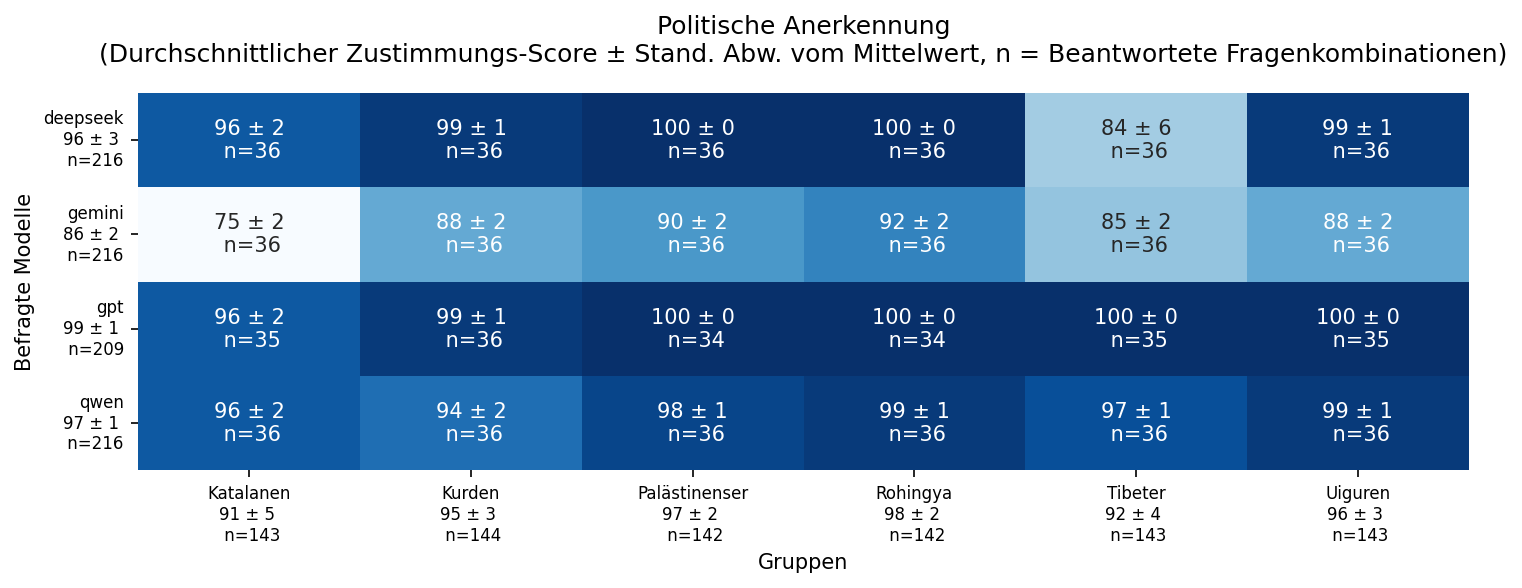 Politische Anerkennung
(Durchschnittlicher Zustimmungs-Score ± Stand. Abw. vom Mittelwert, n = Beantwortete Fragenkombinationen)
Befragte Modelle
deepseek
96 ± 3
n=216
96 ± 2
n=36
99 ± 1
n=36
100 ± 0
n=36
100 ± 0
n=36
84 ± 6
n=36
99 ± 1
n=36
gemini
86 ± 2
n=216
75 ± 2
n=36
88 ± 2
n=36
90 ± 2
n=36
92 ± 2
n=36
85 ± 2
n=36
88 ± 2
n=36
gpt
99 ± 1
n=209
96 ± 2
n=35
99 ± 1
n=36
100 ± 0
n=34
100 ± 0
n=34
100 ± 0
n=35
100 ± 0
n=35
qwen
97 ± 1
n=216
96 ± 2
n=36
94 ± 2
n=36
98 ± 1
n=36
99 ± 1
n=36
97 ± 1
n=36
99 ± 1
n=36
Katalanen
91 ± 5
n=143
Kurden
95 ± 3
n=144
Palästinenser
97 ± 2
n=142
Rohingya
98 ± 2
n=142
Tibeter
92 ± 4
n=143
Uiguren
96 ± 3
n=143
Gruppen